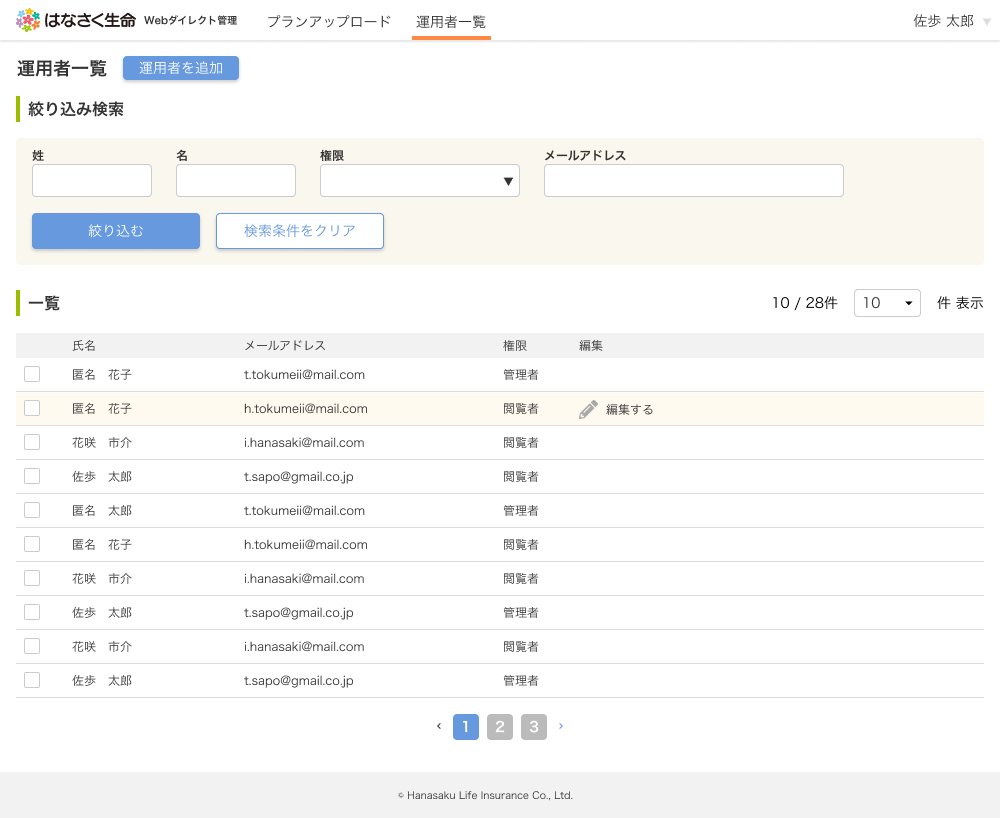 はなさく生命 Webダイレクト管理 プランアップロード 運用者一覧 佐歩 太郎 ▼
運用者一覧 運用者を追加
絞り込み検索
姓 名 権限 メールアドレス
▼
絞り込む 検索条件をクリア
一覧 10 / 28件 10 件 表示
氏名 メールアドレス 権限 編集
匿名 花子 t.tokumeii@mail.com 管理者
匿名 花子 h.tokumeii@mail.com 閲覧者 編集する
花咲 市介 i.hanasaki@mail.com 閲覧者
佐歩 太郎 t.sapo@gmail.co.jp 閲覧者
匿名 太郎 t.tokumeii@mail.com 管理者
匿名 花子 h.tokumeii@mail.com 閲覧者
花咲 市介 i.hanasaki@mail.com 閲覧者
佐歩 太郎 t.sapo@gmail.co.jp 管理者
花咲 市介 i.hanasaki@mail.com 閲覧者
佐歩 太郎 t.sapo@gmail.co.jp 管理者
‹ 1 2 3 ›
© Hanasaku Life Insurance Co., Ltd.